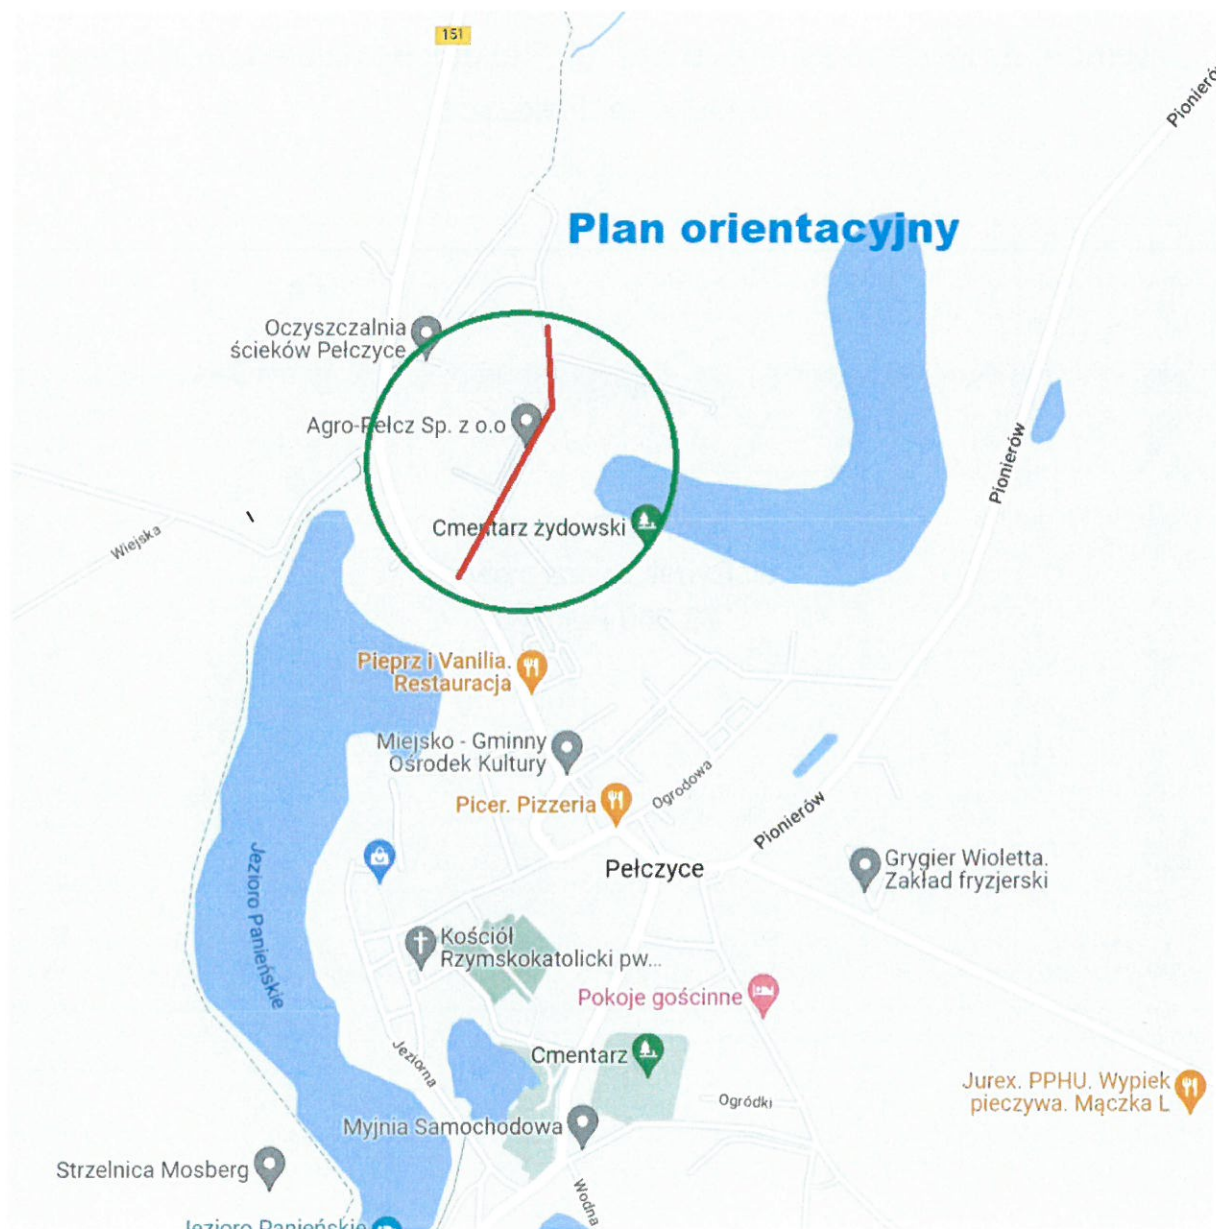 151
Pionierów
Plan orientacyjny
Oczyszczalnia
ścieków Pełczyce
Agro-Pełcz Sp. z o.o
Pionierów
Cmentarz żydowski
Wiejska
Pieprz i Vanilia.
Restauracja
Miejsko - Gminny
Ośrodek Kultury
Ogrodowa
Picer. Pizzeria
Pionierów
Pełczyce
Grygier Wioletta.
Zakład fryzjerski
Jezioro Panieńskie
Kościół
Rzymskokatolicki pw...
Pokoje gościnne
Jeziorna
Cmentarz
Jurex. PPHU. Wypiek
pieczywa. Mączka L
Ogródki
Myjnia Samochodowa
Strzelnica Mosberg
Wodna
Jezioro Panieńskie